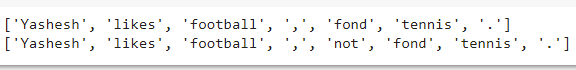 ['Yashesh', 'likes', 'football', ',', 'fond', 'tennis', '.']
['Yashesh', 'likes', 'football', ',', 'not', 'fond', 'tennis', '.']